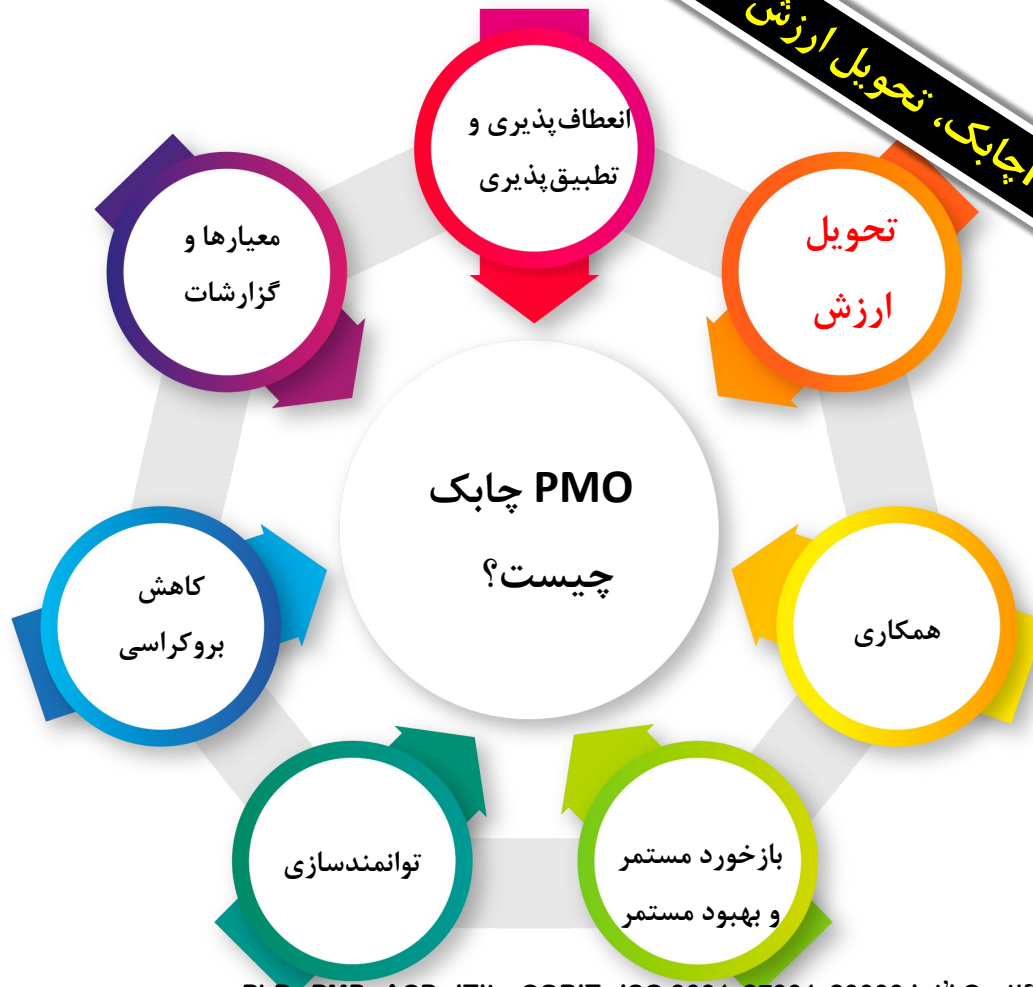 چابک، تحویل ارزش
انعطاف‌پذیری و
تطبیق‌پذیری
تحویل
ارزش
معیارها و
گزارشات
PMO چابک
چیست؟
همکاری
کاهش
بروکراسی
بازخورد مستمر
و بهبود مستمر
توانمندسازی